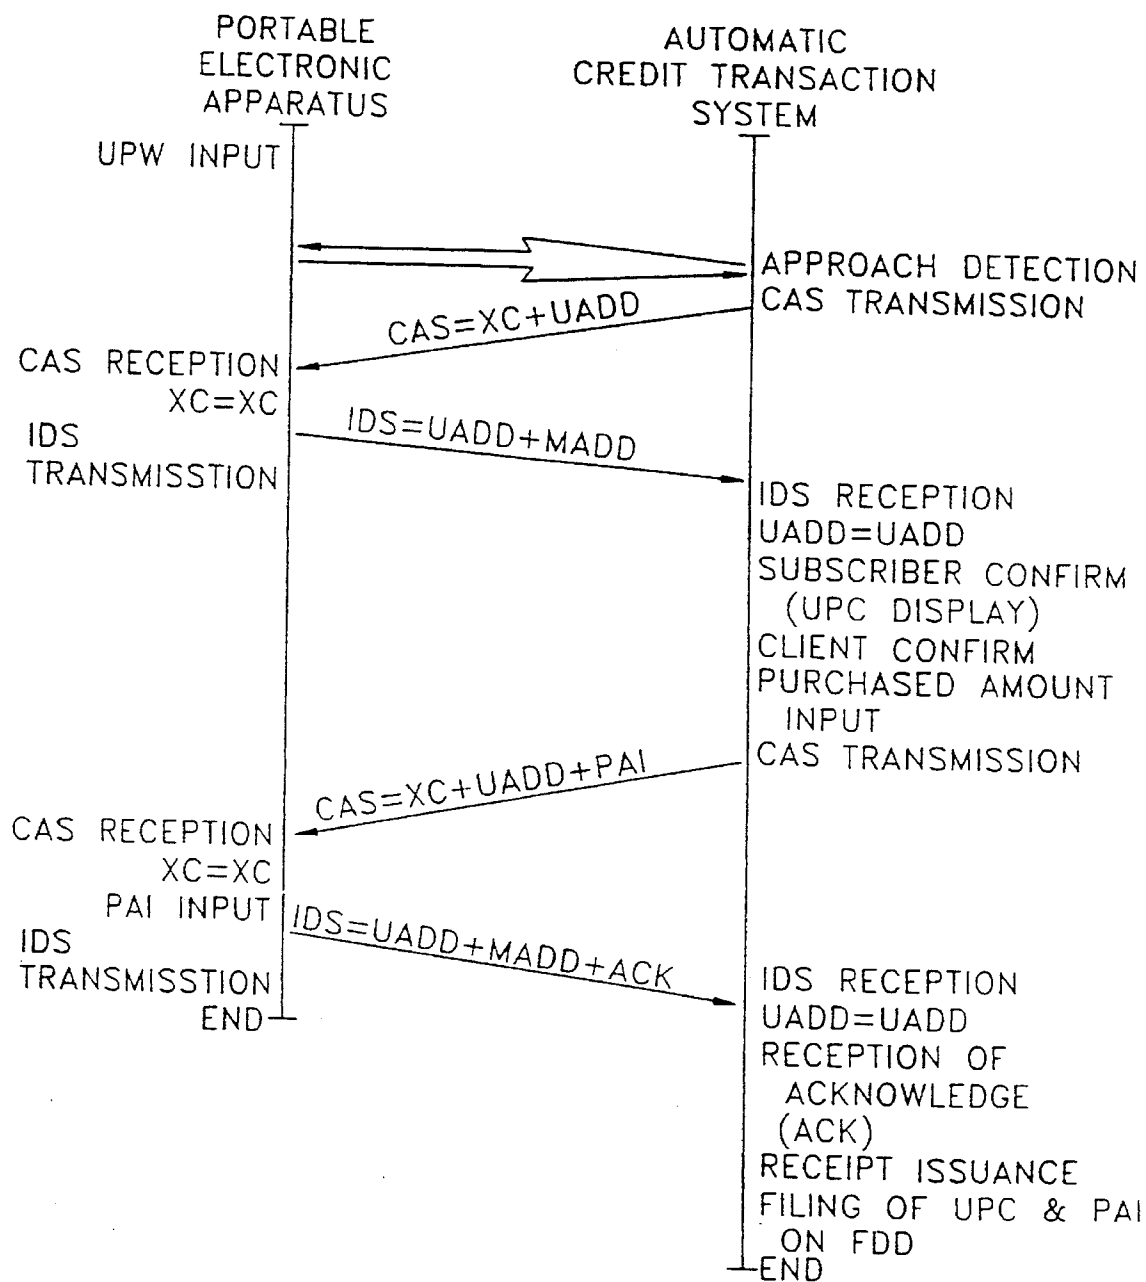 PORTABLE
ELECTRONIC
APPARATUS
AUTOMATIC
CREDIT TRANSACTION
SYSTEM
UPW INPUT
APPROACH DETECTION
CAS TRANSMISSION
CAS=XC+UADD
CAS RECEPTION
XC=XC
IDS
TRANSMISSTION
IDS=UADD+MADD
IDS RECEPTION
UADD=UADD
SUBSCRIBER CONFIRM
(UPC DISPLAY)
CLIENT CONFIRM
PURCHASED AMOUNT
INPUT
CAS TRANSMISSION
CAS=XC+UADD+PAI
CAS RECEPTION
XC=XC
PAI INPUT
IDS
TRANSMISSTION
END
IDS=UADD+MADD+ACK
IDS RECEPTION
UADD=UADD
RECEPTION OF
ACKNOWLEDGE
(ACK)
RECEIPT ISSUANCE
FILING OF UPC & PAI
ON FDD
END